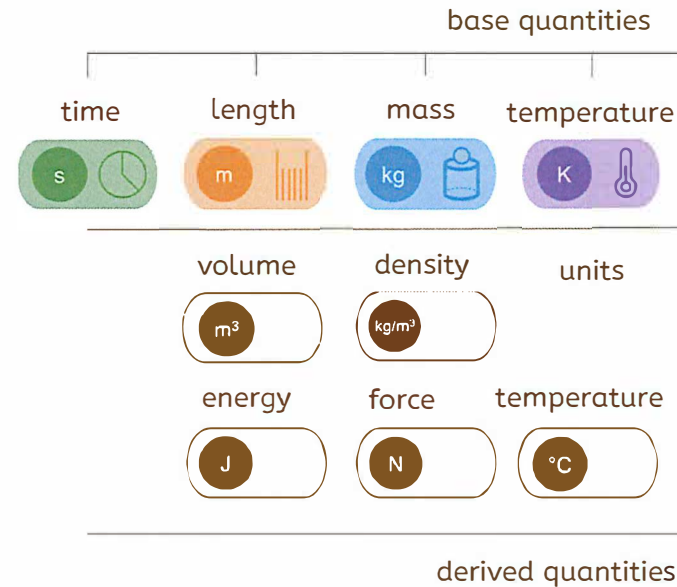 base quantities
time length mass temperature
s m kg K
volume density units
m³ kg/m³
energy force temperature
J N °C
derived quantities